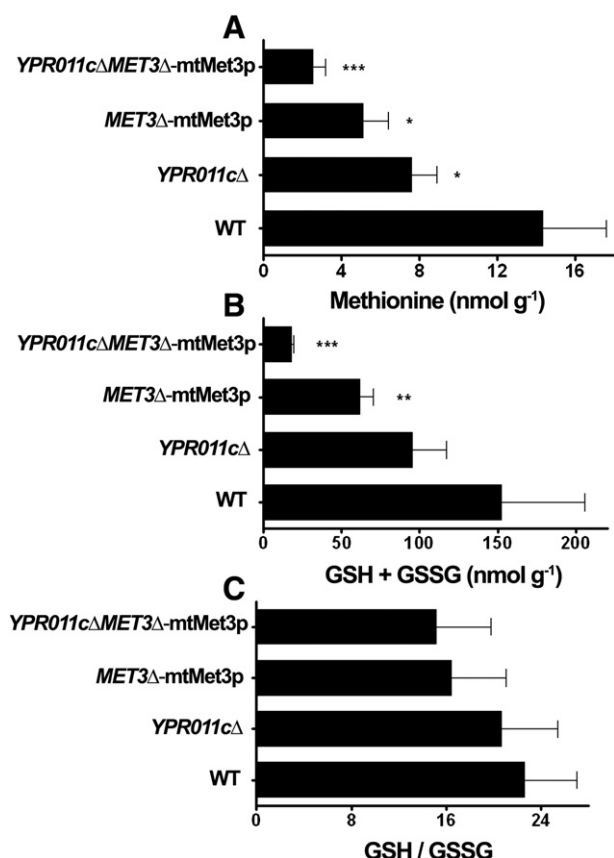 A
YPR011cΔMET3Δ-mtMet3p
***
MET3Δ-mtMet3p
*
YPR011cΔ
*
WT
0 4 8 12 16
Methionine (nmol g⁻¹)
B
YPR011cΔMET3Δ-mtMet3p
***
MET3Δ-mtMet3p
**
YPR011cΔ
WT
0 50 100 150 200
GSH + GSSG (nmol g⁻¹)
C
YPR011cΔMET3Δ-mtMet3p
MET3Δ-mtMet3p
YPR011cΔ
WT
0 8 16 24
GSH / GSSG